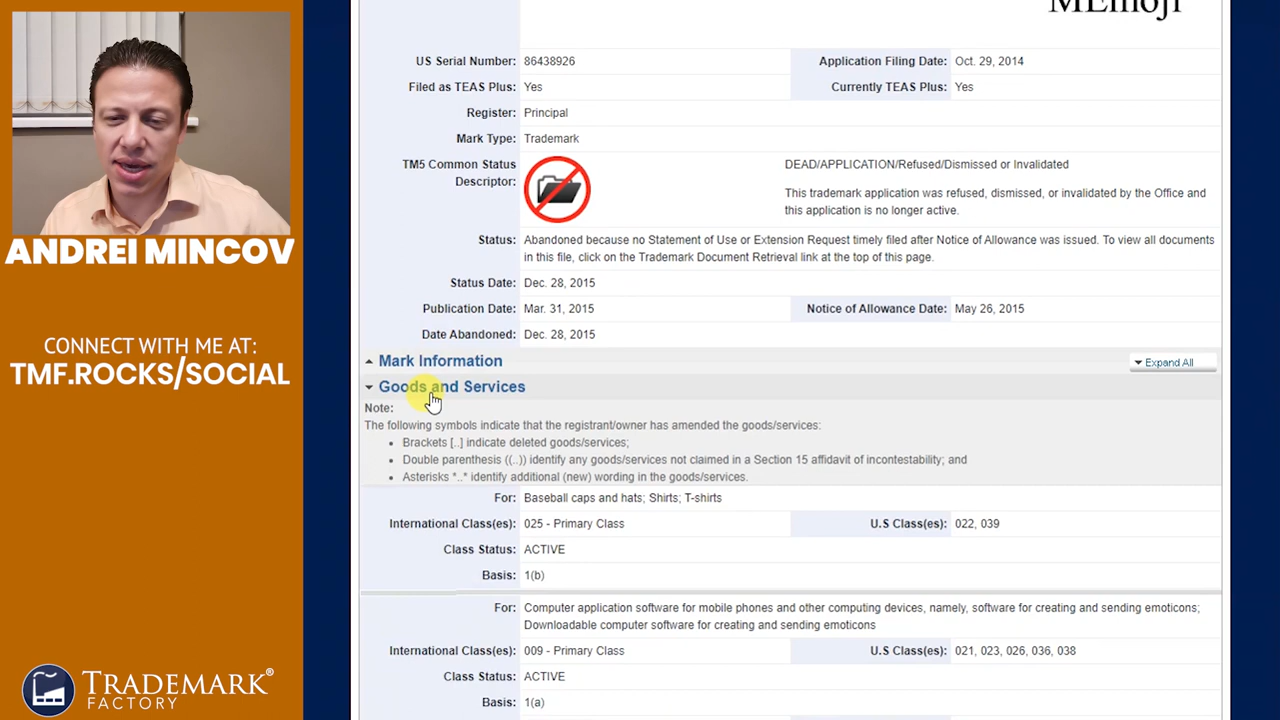 MEmoji
US Serial Number: 86438926 Application Filing Date: Oct. 29, 2014
Filed as TEAS Plus: Yes Currently TEAS Plus: Yes
Register: Principal
Mark Type: Trademark
TM5 Common Status Descriptor:
DEAD/APPLICATION/Refused/Dismissed or Invalidated
This trademark application was refused, dismissed, or invalidated by the Office and
this application is no longer active.
Status: Abandoned because no Statement of Use or Extension Request timely filed after Notice of Allowance was issued. To view all documents
in this file, click on the Trademark Document Retrieval link at the top of this page.
Status Date: Dec. 28, 2015
Publication Date: Mar. 31, 2015 Notice of Allowance Date: May 26, 2015
Date Abandoned: Dec. 28, 2015
Mark Information Expand All
Goods and Services
Note:
The following symbols indicate that the registrant/owner has amended the goods/services:
• Brackets [..] indicate deleted goods/services;
• Double parenthesis ((..)) identify any goods/services not claimed in a Section 15 affidavit of incontestability; and
• Asterisks *..* identify additional (new) wording in the goods/services.
For: Baseball caps and hats; Shirts; T-shirts
International Class(es): 025 - Primary Class U.S Class(es): 022, 039
Class Status: ACTIVE
Basis: 1(b)
For: Computer application software for mobile phones and other computing devices, namely, software for creating and sending emoticons;
Downloadable computer software for creating and sending emoticons
International Class(es): 009 - Primary Class U.S Class(es): 021, 023, 026, 036, 038
Class Status: ACTIVE
Basis: 1(a)
ANDREI MINCOV
CONNECT WITH ME AT:
TMF.ROCKS/SOCIAL
TRADEMARK®
FACTORY